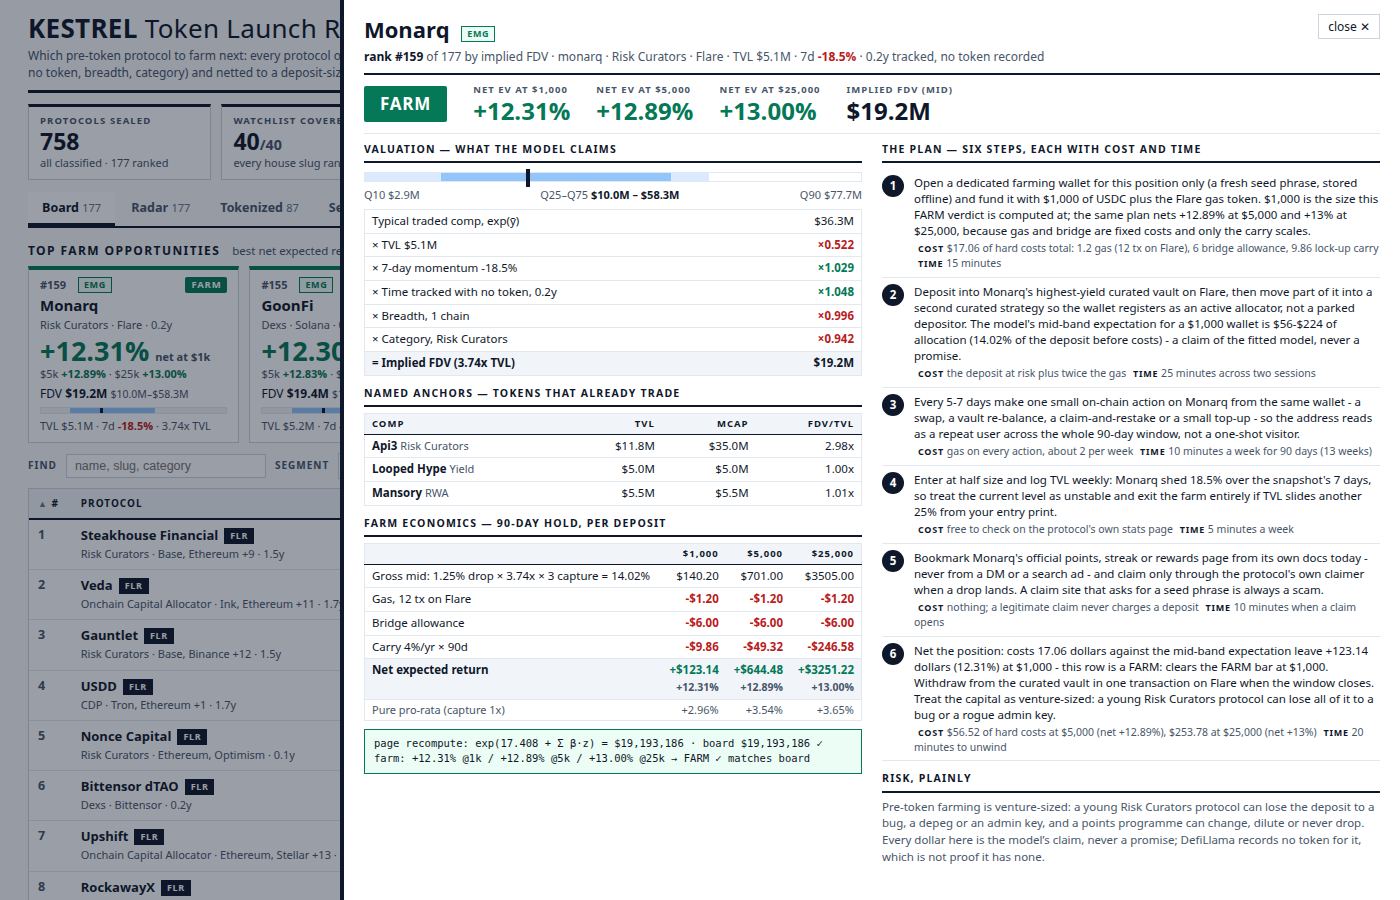 KESTREL Token Launch R
Which pre-token protocol to farm next: every protocol o
no token, breadth, category) and netted to a deposit-siz
PROTOCOLS SEALED
758
all classified · 177 ranked
WATCHLIST COVERE
40/40
every house slug ran
Board 177
Radar 177
Tokenized 87
Se
TOP FARM OPPORTUNITIES best net expected re
#159 EMG FARM
Monarq
Risk Curators · Flare · 0.2y
+12.31% net at $1k
$5k +12.89% · $25k +13.00%
FDV $19.2M $10.0M–$58.3M
TVL $5.1M · 7d -18.5% · 3.74x TVL
#155 EMG
GoonFi
Dexs · Solana ·
+12.30
$5k +12.83% · $
FDV $19.4M $1
TVL $5.2M · 7d
FIND name, slug, category SEGMENT
▲ # PROTOCOL
1 Steakhouse Financial FLR
Risk Curators · Base, Ethereum +9 · 1.5y
2 Veda FLR
Onchain Capital Allocator · Ink, Ethereum +11 · 1.7y
3 Gauntlet FLR
Risk Curators · Base, Binance +12 · 1.5y
4 USDD FLR
CDP · Tron, Ethereum +1 · 1.7y
5 Nonce Capital FLR
Risk Curators · Ethereum, Optimism · 0.1y
6 Bittensor dTAO FLR
Dexs · Bittensor · 0.2y
7 Upshift FLR
Onchain Capital Allocator · Ethereum, Stellar +13 ·
8 RockawayX FLR
Monarq EMG
close ✕
rank #159 of 177 by implied FDV · monarq · Risk Curators · Flare · TVL $5.1M · 7d -18.5% · 0.2y tracked, no token recorded
FARM
NET EV AT $1,000
+12.31%
NET EV AT $5,000
+12.89%
NET EV AT $25,000
+13.00%
IMPLIED FDV (MID)
$19.2M
VALUATION — WHAT THE MODEL CLAIMS
Q10 $2.9M Q25–Q75 $10.0M – $58.3M Q90 $77.7M
Typical traded comp, exp(ȳ) $36.3M
× TVL $5.1M ×0.522
× 7-day momentum -18.5% ×1.029
× Time tracked with no token, 0.2y ×1.048
× Breadth, 1 chain ×0.996
× Category, Risk Curators ×0.942
= Implied FDV (3.74x TVL) $19.2M
NAMED ANCHORS — TOKENS THAT ALREADY TRADE
COMP TVL MCAP FDV/TVL
Api3 Risk Curators $11.8M $35.0M 2.98x
Looped Hype Yield $5.0M $5.0M 1.00x
Mansory RWA $5.5M $5.5M 1.01x
FARM ECONOMICS — 90-DAY HOLD, PER DEPOSIT
$1,000 $5,000 $25,000
Gross mid: 1.25% drop × 3.74x × 3 capture = 14.02% $140.20 $701.00 $3505.00
Gas, 12 tx on Flare -$1.20 -$1.20 -$1.20
Bridge allowance -$6.00 -$6.00 -$6.00
Carry 4%/yr × 90d -$9.86 -$49.32 -$246.58
Net expected return +$123.14 +$644.48 +$3251.22
+12.31% +12.89% +13.00%
Pure pro-rata (capture 1x) +2.96% +3.54% +3.65%
page recompute: exp(17.408 + Σ β·z) = $19,193,186 · board $19,193,186 ✓
farm: +12.31% @1k / +12.89% @5k / +13.00% @25k → FARM ✓ matches board
THE PLAN — SIX STEPS, EACH WITH COST AND TIME
1 Open a dedicated farming wallet for this position only (a fresh seed phrase, stored
offline) and fund it with $1,000 of USDC plus the Flare gas token. $1,000 is the size this
FARM verdict is computed at; the same plan nets +12.89% at $5,000 and +13% at
$25,000, because gas and bridge are fixed costs and only the carry scales.
COST $17.06 of hard costs total: 1.2 gas (12 tx on Flare), 6 bridge allowance, 9.86 lock-up carry
TIME 15 minutes
2 Deposit into Monarq's highest-yield curated vault on Flare, then move part of it into a
second curated strategy so the wallet registers as an active allocator, not a parked
depositor. The model's mid-band expectation for a $1,000 wallet is $56-$224 of
allocation (14.02% of the deposit before costs) - a claim of the fitted model, never a
promise.
COST the deposit at risk plus twice the gas TIME 25 minutes across two sessions
3 Every 5-7 days make one small on-chain action on Monarq from the same wallet - a
swap, a vault re-balance, a claim-and-restake or a small top-up - so the address reads
as a repeat user across the whole 90-day window, not a one-shot visitor.
COST gas on every action, about 2 per week TIME 10 minutes a week for 90 days (13 weeks)
4 Enter at half size and log TVL weekly: Monarq shed 18.5% over the snapshot's 7 days,
so treat the current level as unstable and exit the farm entirely if TVL slides another
25% from your entry print.
COST free to check on the protocol's own stats page TIME 5 minutes a week
5 Bookmark Monarq's official points, streak or rewards page from its own docs today -
never from a DM or a search ad - and claim only through the protocol's own claimer
when a drop lands. A claim site that asks for a seed phrase is always a scam.
COST nothing; a legitimate claim never charges a deposit TIME 10 minutes when a claim
opens
6 Net the position: costs 17.06 dollars against the mid-band expectation leave +123.14
dollars (12.31%) at $1,000 - this row is a FARM: clears the FARM bar at $1,000.
Withdraw from the curated vault in one transaction on Flare when the window closes.
Treat the capital as venture-sized: a young Risk Curators protocol can lose all of it to a
bug or a rogue admin key.
COST $56.52 of hard costs at $5,000 (net +12.89%), $253.78 at $25,000 (net +13%) TIME 20
minutes to unwind
RISK, PLAINLY
Pre-token farming is venture-sized: a young Risk Curators protocol can lose the deposit to a
bug, a depeg or an admin key, and a points programme can change, dilute or never drop.
Every dollar here is the model's claim, never a promise; DefiLlama records no token for it,
which is not proof it has none.